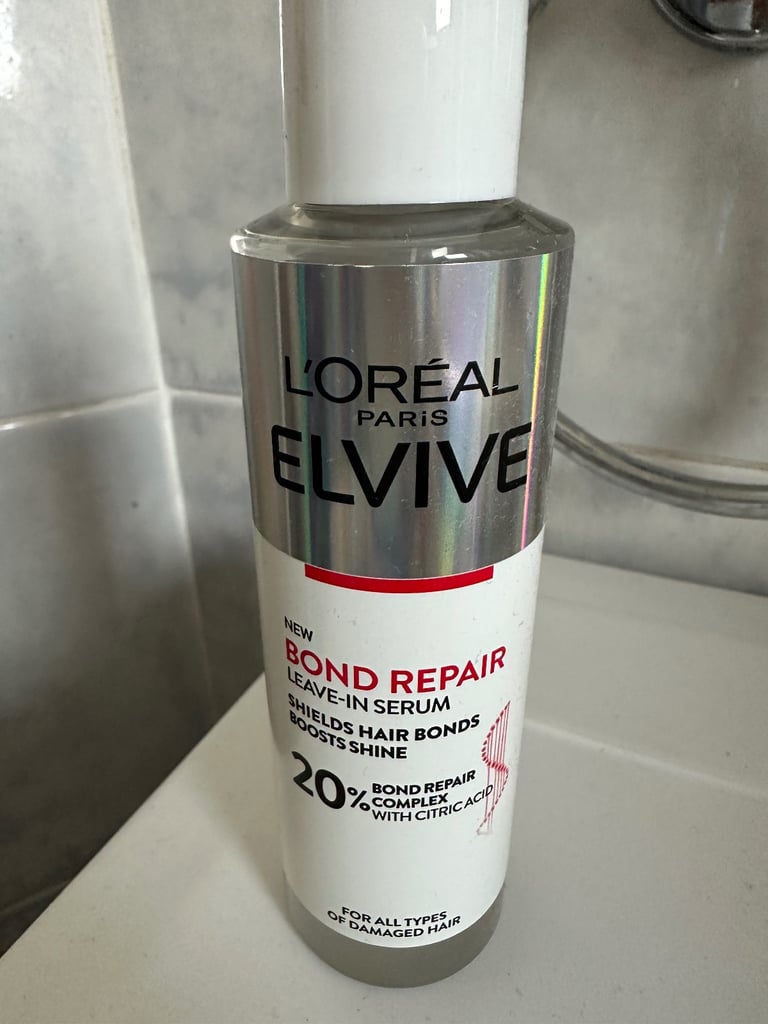 L'ORÉAL
PARiS
ELVIVE
NEW
BOND REPAIR
LEAVE-IN SERUM
SHIELDS HAIR BONDS
BOOSTS SHINE
20% BOND REPAIR
COMPLEX
WITH CITRIC ACID
FOR ALL TYPES
OF DAMAGED HAIR